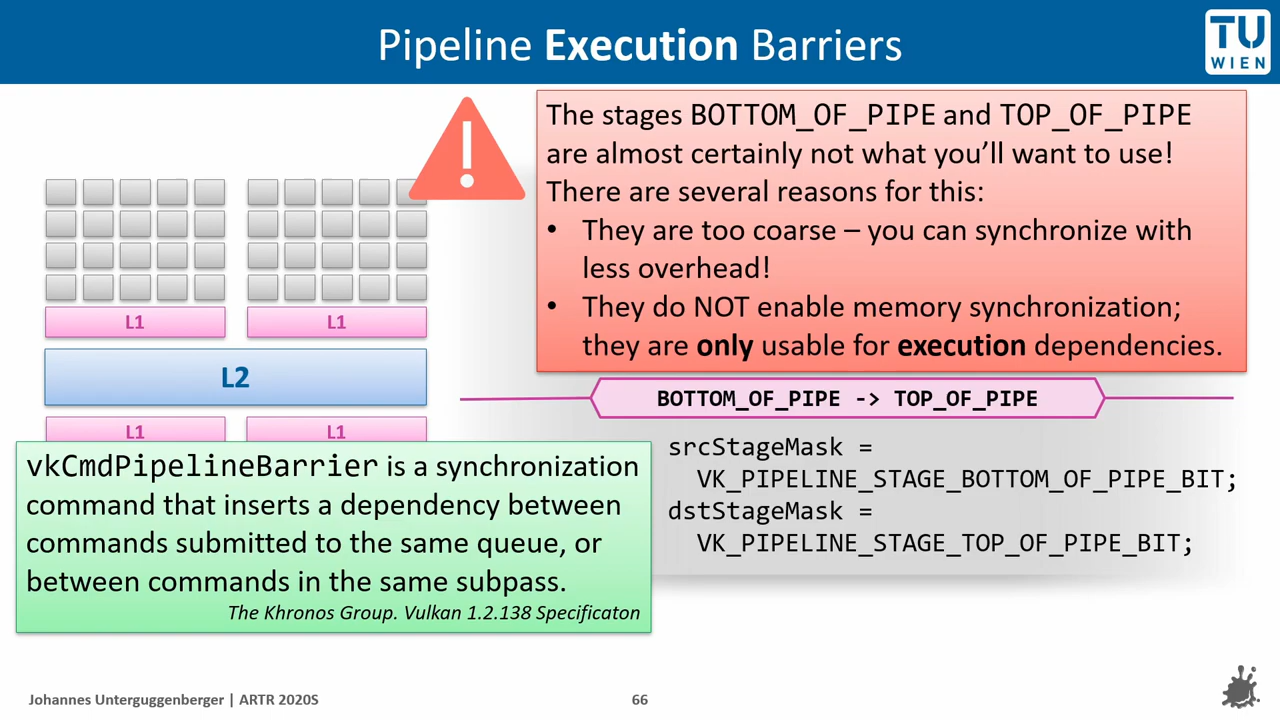 Pipeline Execution Barriers
TU
WIEN
The stages BOTTOM_OF_PIPE and TOP_OF_PIPE
are almost certainly not what you’ll want to use!
There are several reasons for this:
• They are too coarse – you can synchronize with
less overhead!
• They do NOT enable memory synchronization;
they are only usable for execution dependencies.
L1 L1
L2
L1 L1
BOTTOM_OF_PIPE -> TOP_OF_PIPE
srcStageMask =
VK_PIPELINE_STAGE_BOTTOM_OF_PIPE_BIT;
dstStageMask =
VK_PIPELINE_STAGE_TOP_OF_PIPE_BIT;
vkCmdPipelineBarrier is a synchronization
command that inserts a dependency between
commands submitted to the same queue, or
between commands in the same subpass.
The Khronos Group. Vulkan 1.2.138 Specificaton
Johannes Unterguggenberger | ARTR 2020S
66